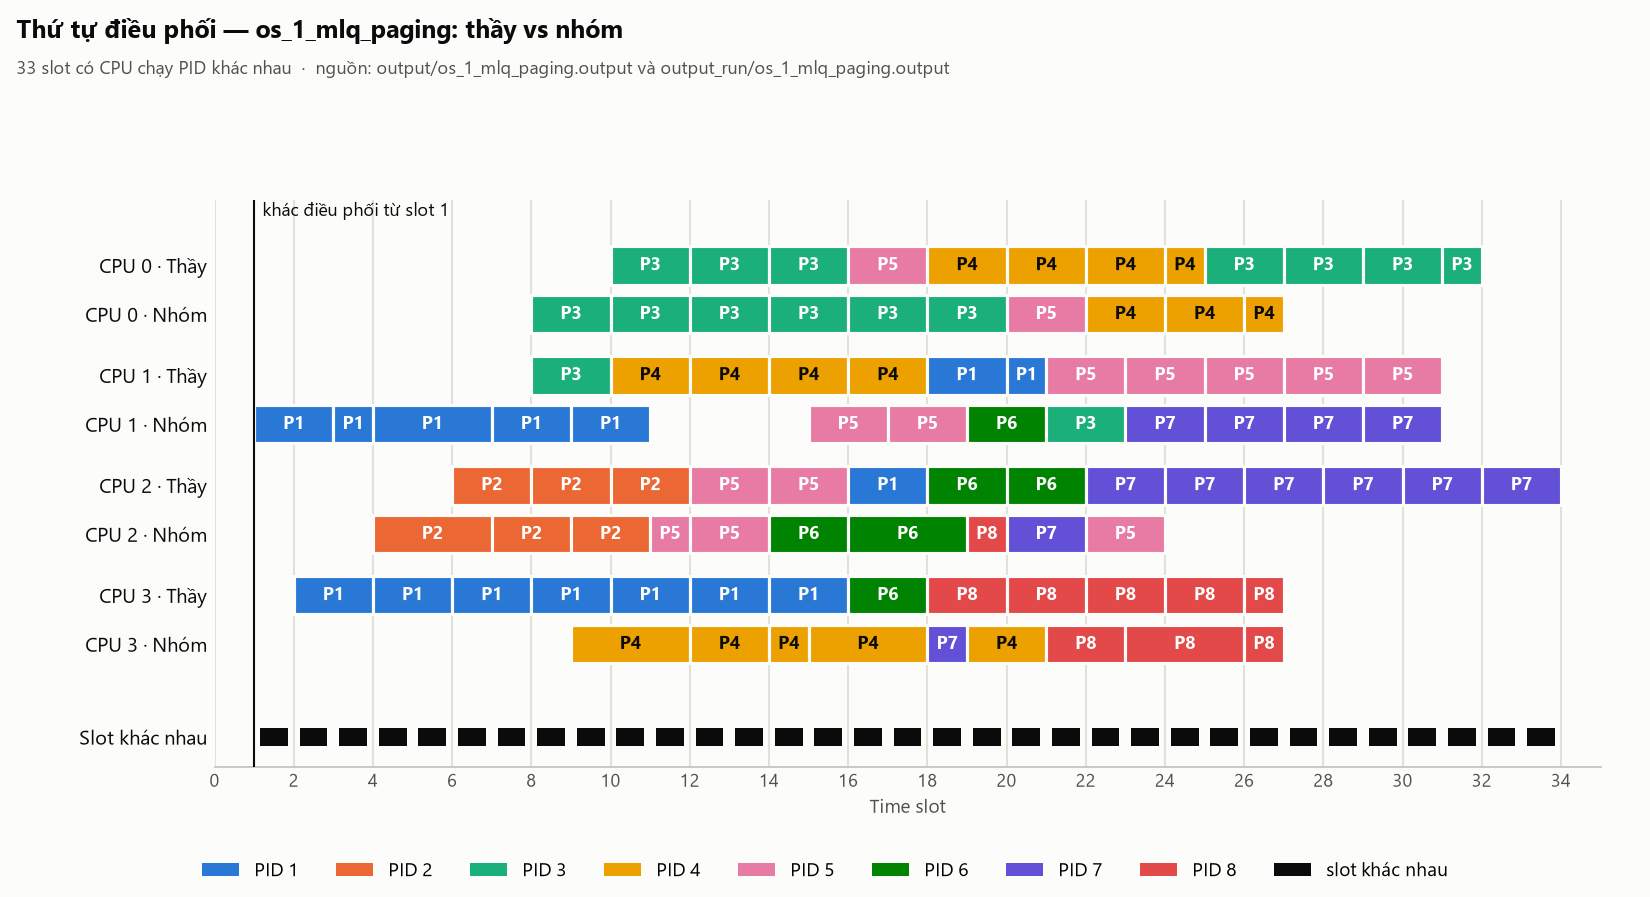 Thứ tự điều phối — os_1_mlq_paging: thầy vs nhóm
33 slot có CPU chạy PID khác nhau · nguồn: output/os_1_mlq_paging.output và output_run/os_1_mlq_paging.output
khác điều phối từ slot 1
CPU 0 · Thầy P3 P3 P3 P5 P4 P4 P4 P4 P3 P3 P3 P3
CPU 0 · Nhóm P3 P3 P3 P3 P3 P3 P5 P4 P4 P4
CPU 1 · Thầy P3 P4 P4 P4 P4 P1 P1 P5 P5 P5 P5 P5
CPU 1 · Nhóm P1 P1 P1 P1 P1 P5 P5 P6 P3 P7 P7 P7 P7
CPU 2 · Thầy P2 P2 P2 P5 P5 P1 P6 P6 P7 P7 P7 P7 P7 P7
CPU 2 · Nhóm P2 P2 P2 P5 P5 P6 P6 P8 P7 P5
CPU 3 · Thầy P1 P1 P1 P1 P1 P1 P1 P6 P8 P8 P8 P8 P8
CPU 3 · Nhóm P4 P4 P4 P4 P7 P4 P8 P8 P8
Slot khác nhau
0 2 4 6 8 10 12 14 16 18 20 22 24 26 28 30 32 34
Time slot
PID 1 PID 2 PID 3 PID 4 PID 5 PID 6 PID 7 PID 8 slot khác nhau